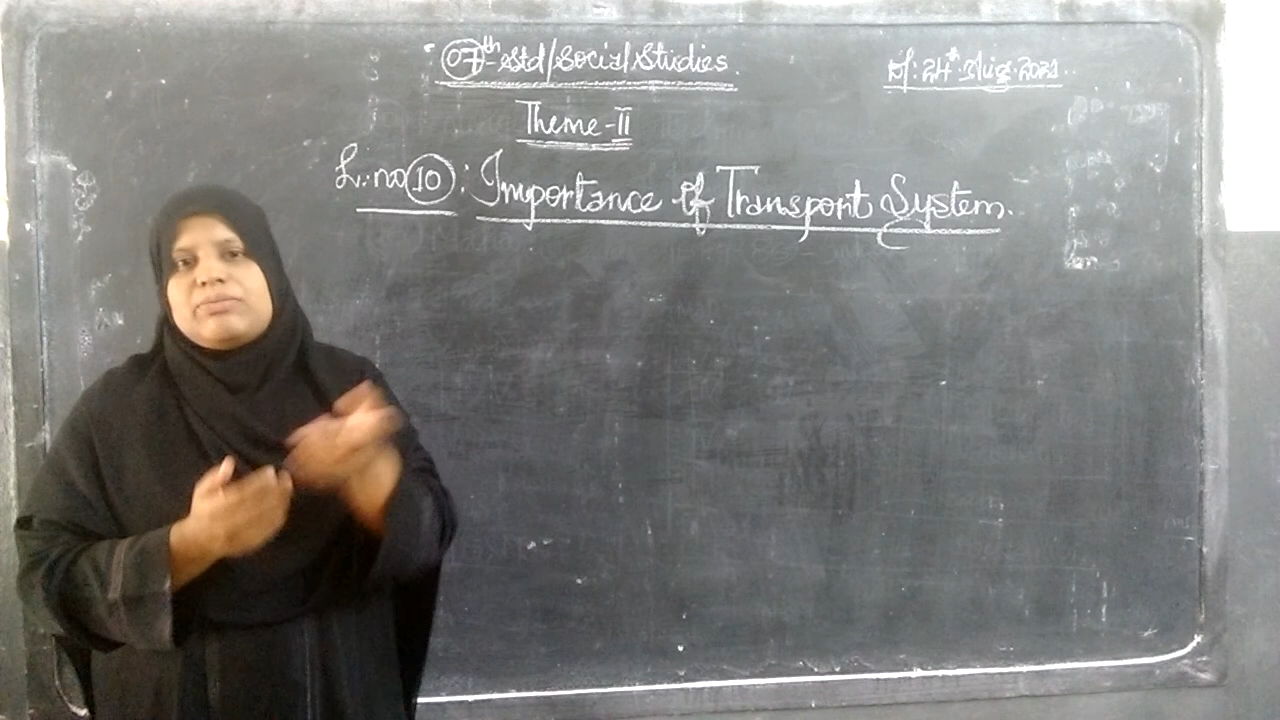 07th Std/Social Studies.
Dt: 24th Aug. 2021.
Theme-II
L.no 10: Importance of Transport System.